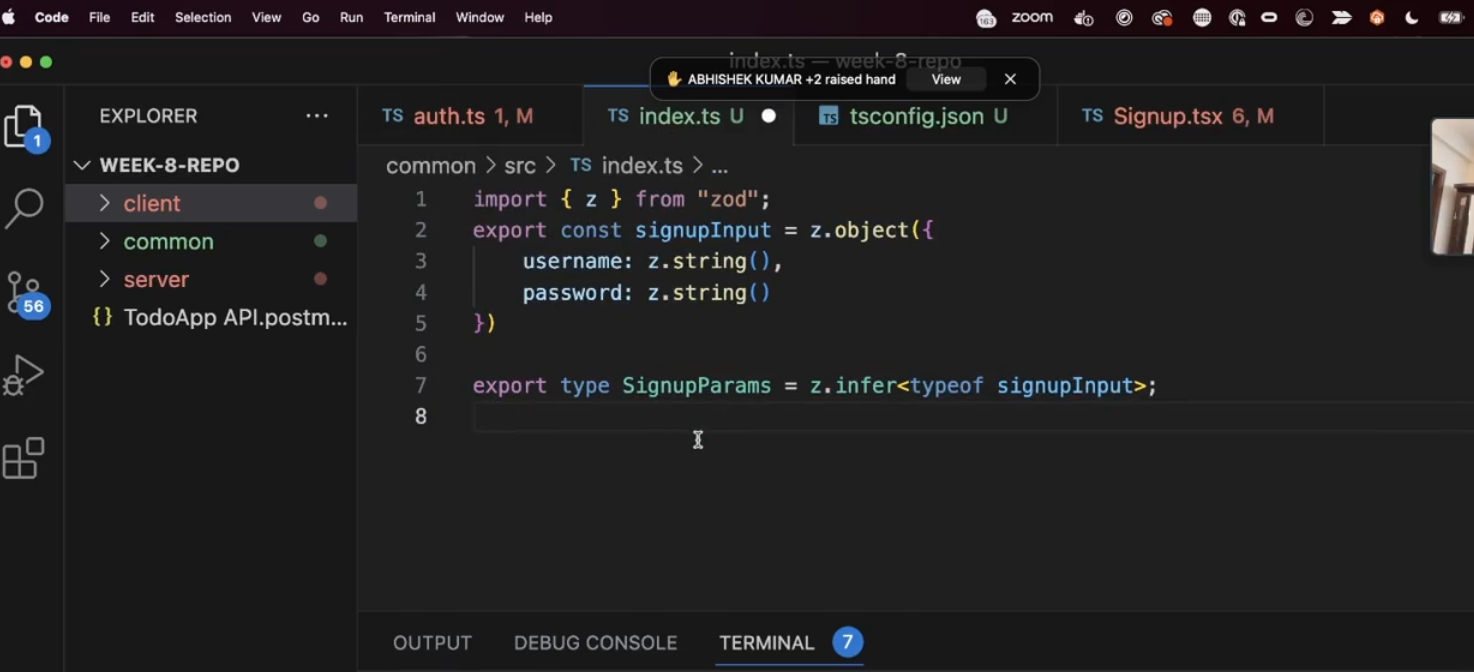 Code File Edit Selection View Go Run Terminal Window Help 163 zoom
index.ts — week-8-repo
✋ ABHISHEK KUMAR +2 raised hand View
EXPLORER ...
TS auth.ts 1, M TS index.ts U tsconfig.json U TS Signup.tsx 6, M
1
WEEK-8-REPO
common > src > TS index.ts > ...
client
common
server
{} TodoApp API.postm...
56
1 import { z } from "zod";
2 export const signupInput = z.object({
3 username: z.string(),
4 password: z.string()
5 })
6
7 export type SignupParams = z.infer<typeof signupInput>;
8
OUTPUT DEBUG CONSOLE TERMINAL 7